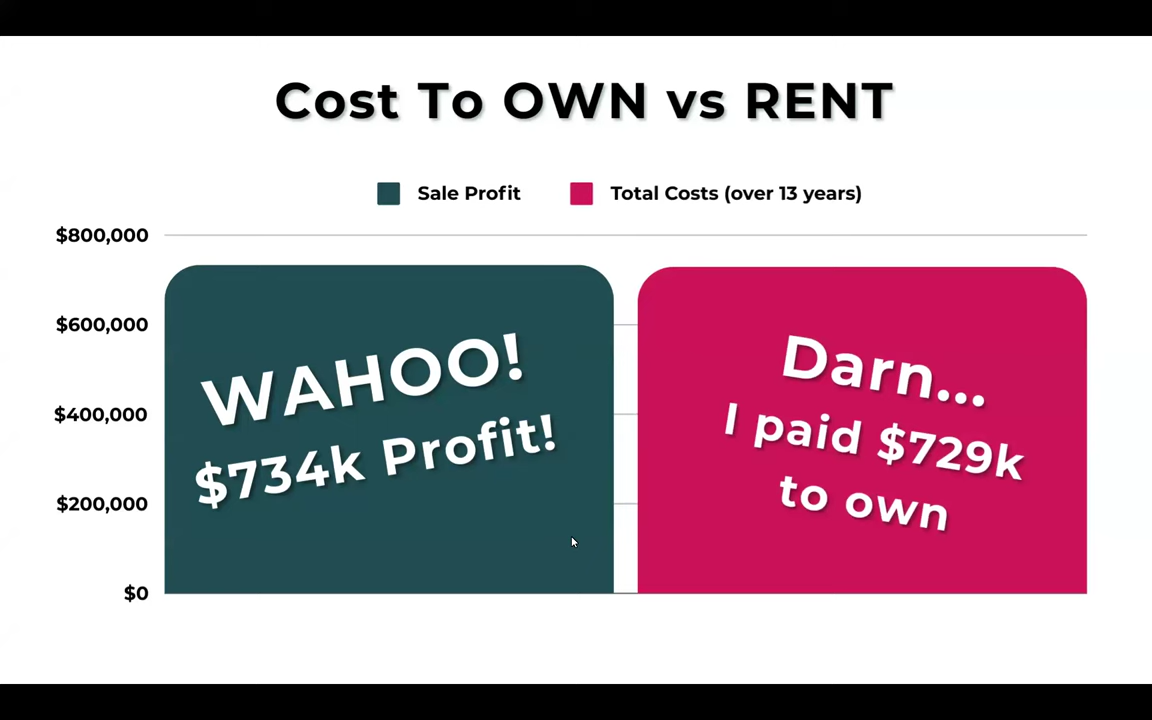 Cost To OWN vs RENT
Sale Profit
Total Costs (over 13 years)
$800,000
$600,000
$400,000
$200,000
$0
WAHOO!
$734k Profit!
Darn...
I paid $729k
to own